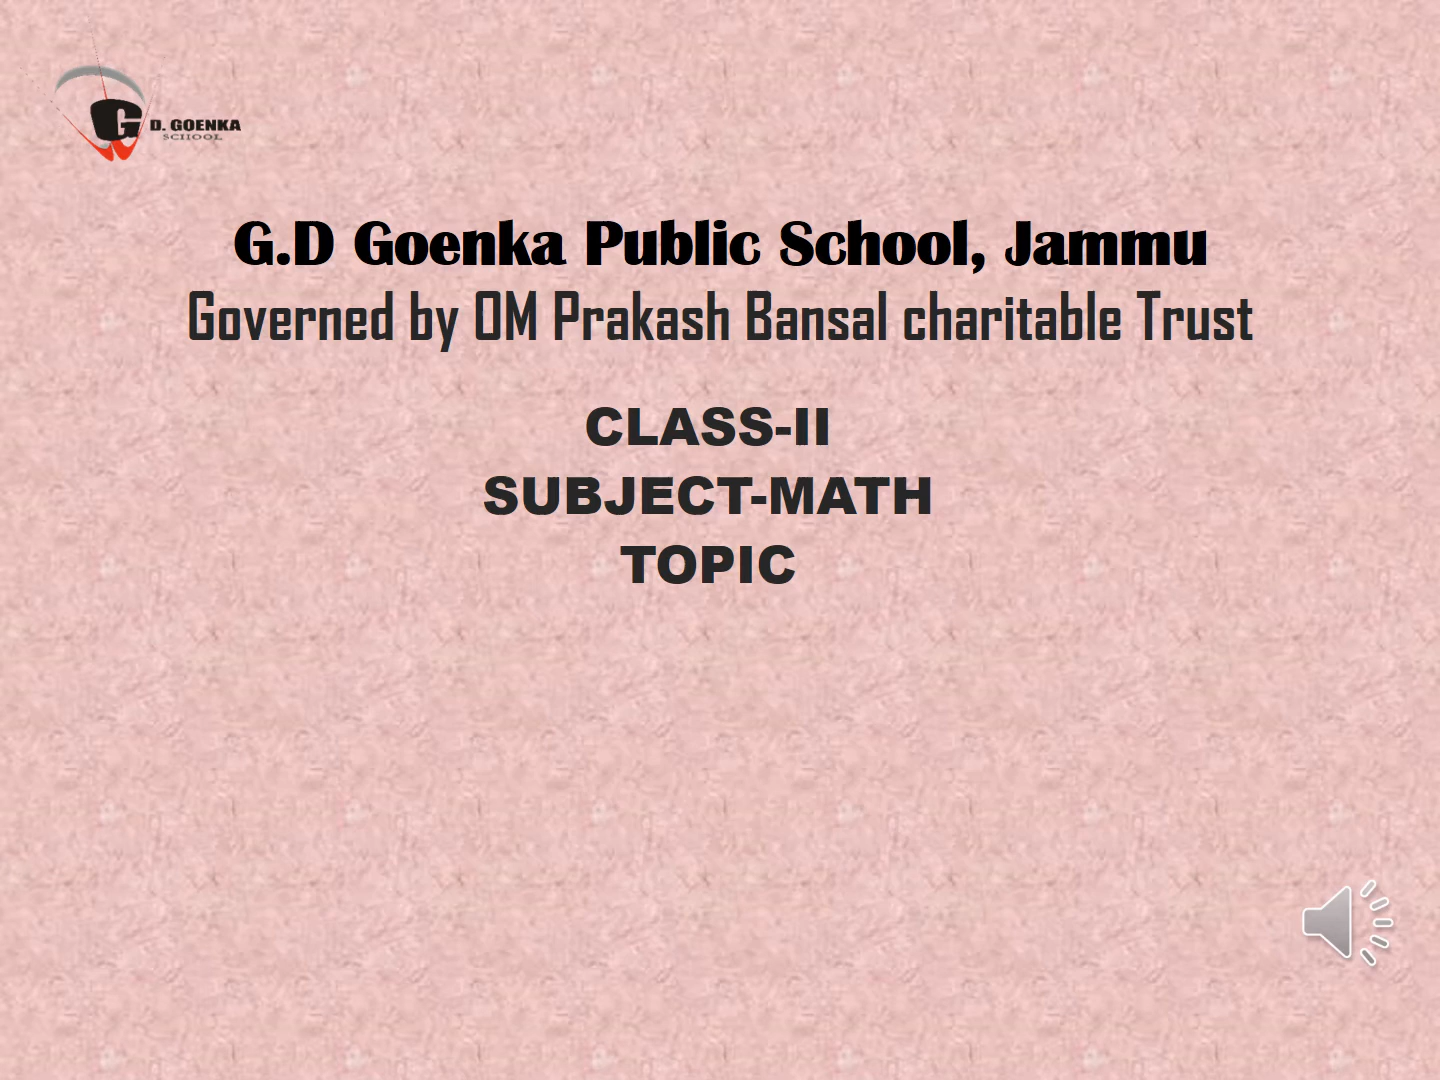 G
D. GOENKA
SCHOOL
G.D Goenka Public School, Jammu
Governed by OM Prakash Bansal charitable Trust
CLASS-II
SUBJECT-MATH
TOPIC